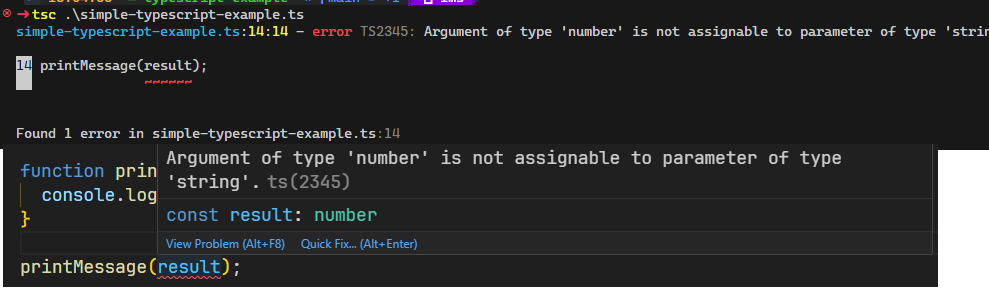 → tsc .\simple-typescript-example.ts
simple-typescript-example.ts:14:14 - error TS2345: Argument of type 'number' is not assignable to parameter of type 'strin
14 printMessage(result);
~~~~~~
Found 1 error in simple-typescript-example.ts:14
Argument of type 'number' is not assignable to parameter of type
'string'. ts(2345)
const result: number
View Problem (Alt+F8) Quick Fix... (Alt+Enter)
function prin
console.log
}
printMessage(result);